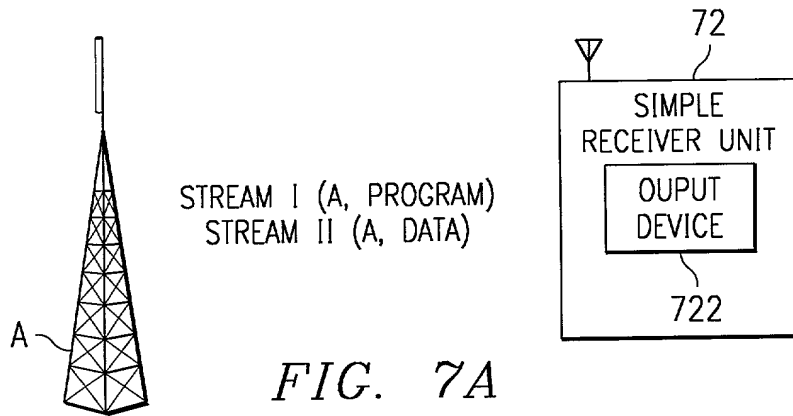 72
SIMPLE
RECEIVER UNIT
OUPUT
DEVICE
722
STREAM I (A, PROGRAM)
STREAM II (A, DATA)
A
FIG. 7A